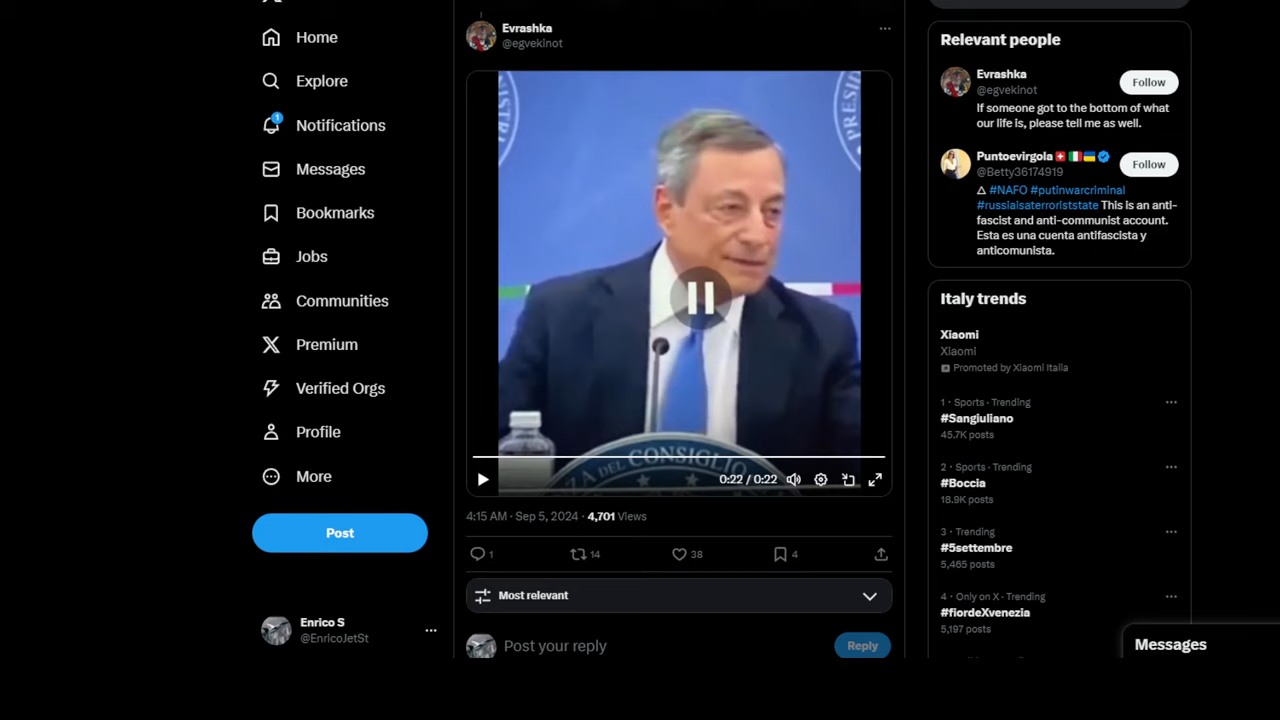 Home
Explore
1
Notifications
Messages
Bookmarks
Jobs
Communities
Premium
Verified Orgs
Profile
More
Post
Enrico S
@EnricoJetSt
Evrashka
@egvekinot
PRESID
DEL CONSIGLIO
0:22 / 0:22
4:15 AM · Sep 5, 2024 · 4,701 Views
1 14 38 4
Most relevant
Post your reply
Reply
Relevant people
Evrashka
@egvekinot
Follow
If someone got to the bottom of what
our life is, please tell me as well.
Puntoevirgola
@Betty36174919
Follow
△ #NAFO #putinwarcriminal
#russiaisaterroriststate This is an anti-
fascist and anti-communist account.
Esta es una cuenta antifascista y
anticomunista.
Italy trends
Xiaomi
Xiaomi
Promoted by Xiaomi Italia
1 · Sports · Trending
#Sangiuliano
45.7K posts
2 · Sports · Trending
#Boccia
18.9K posts
3 · Trending
#5settembre
5,465 posts
4 · Only on X · Trending
#fiordeXvenezia
5,197 posts
Messages